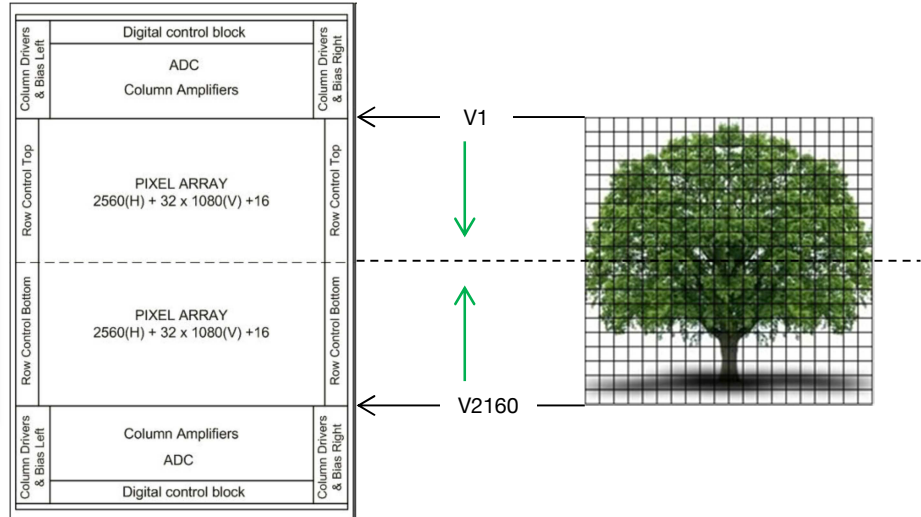 Column Drivers
& Bias Left
Digital control block
ADC
Column Amplifiers
Column Drivers
& Bias Right
V1
Row Control Top
PIXEL ARRAY
2560(H) + 32 x 1080(V) +16
Row Control Top
Row Control Bottom
PIXEL ARRAY
2560(H) + 32 x 1080(V) +16
Row Control Bottom
V2160
Column Drivers
& Bias Left
Column Amplifiers
ADC
Digital control block
Column Drivers
& Bias Right